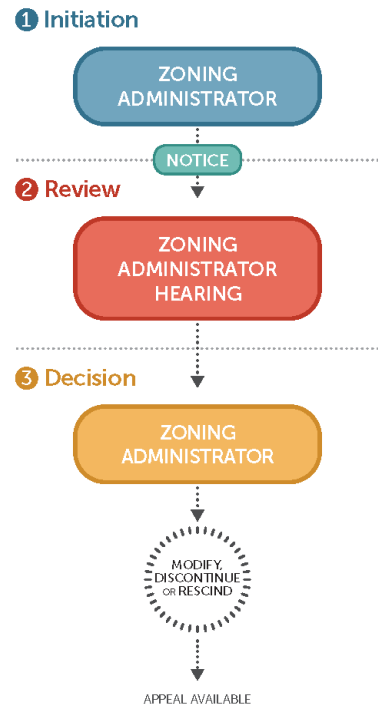 1 Initiation
ZONING
ADMINISTRATOR
NOTICE
2 Review
ZONING
ADMINISTRATOR
HEARING
3 Decision
ZONING
ADMINISTRATOR
MODIFY,
DISCONTINUE
OR RESCIND
APPEAL AVAILABLE